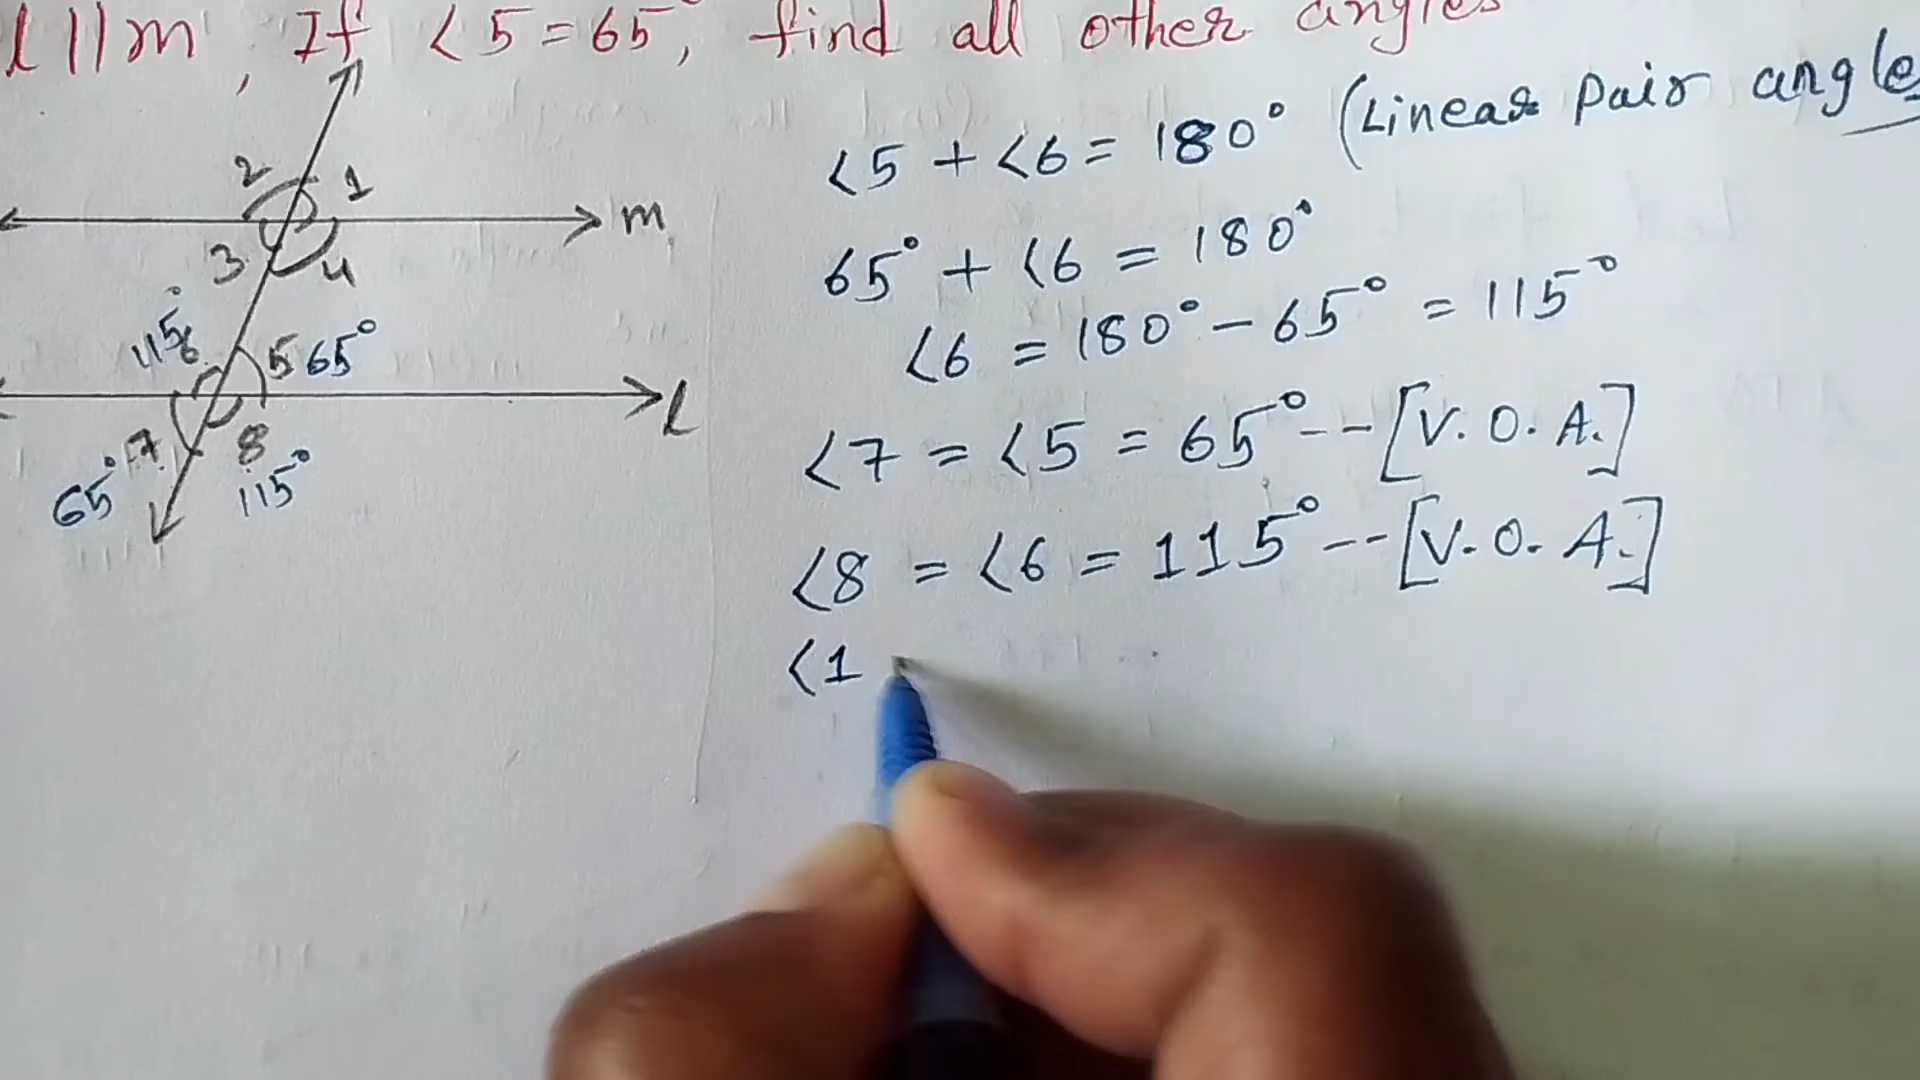 l || m , If <5 = 65°, find all other angles
<5 + <6 = 180° (Linear pair angles
65° + <6 = 180°
<6 = 180° - 65° = 115°
<7 = <5 = 65° -- [V. O. A.]
<8 = <6 = 115° -- [V. O. A.]
<1
2 1
m
3 4
115° 6 5 65°
l
65° 7 8
115°